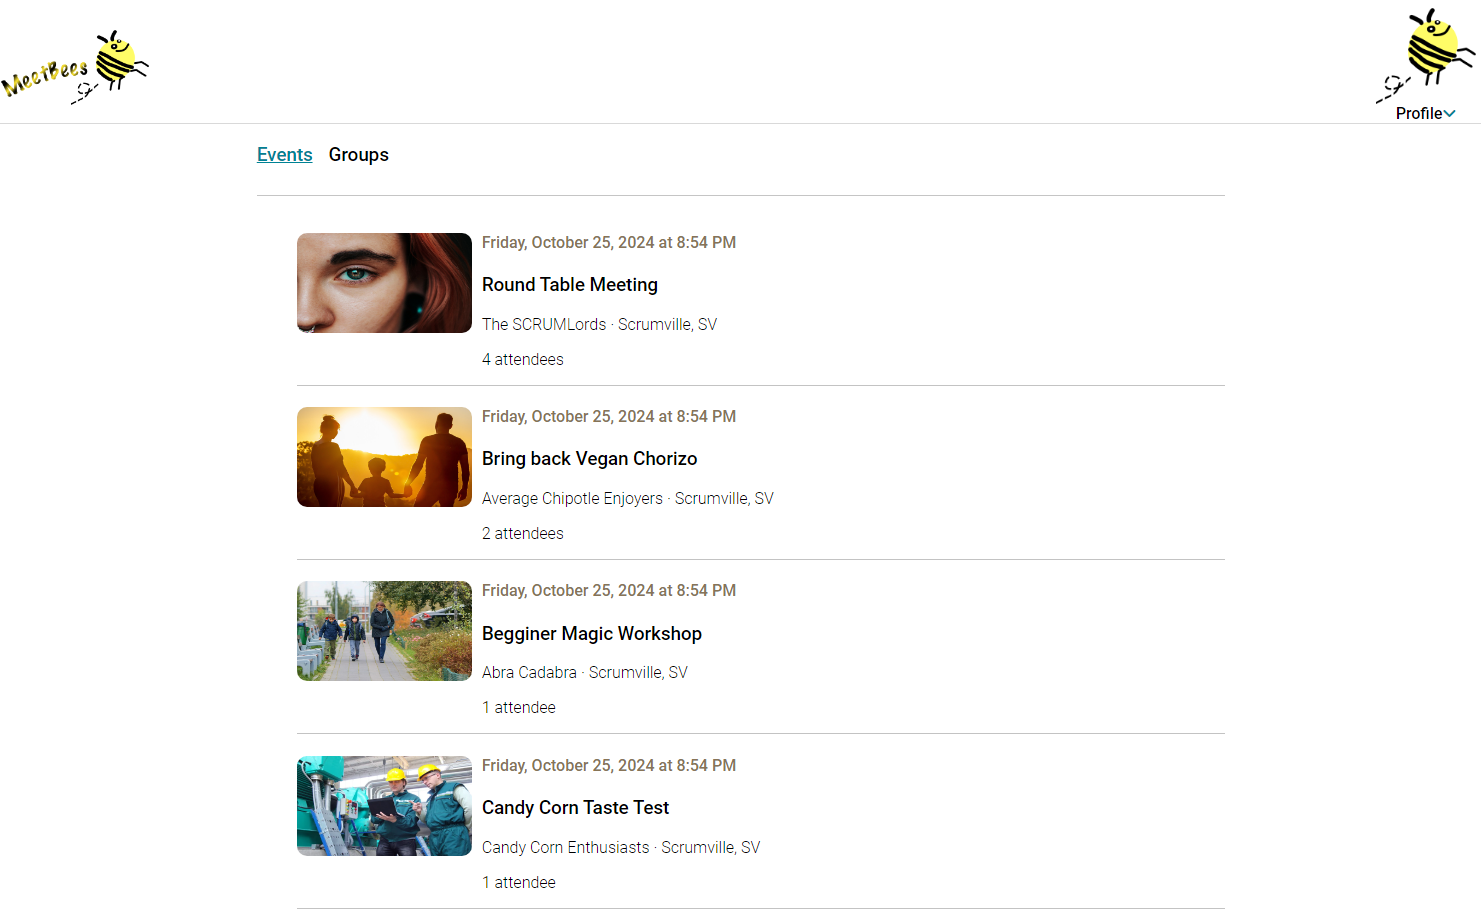 MeetBees
Profile
Events Groups
Friday, October 25, 2024 at 8:54 PM
Round Table Meeting
The SCRUMLords · Scrumville, SV
4 attendees
Friday, October 25, 2024 at 8:54 PM
Bring back Vegan Chorizo
Average Chipotle Enjoyers · Scrumville, SV
2 attendees
Friday, October 25, 2024 at 8:54 PM
Begginer Magic Workshop
Abra Cadabra · Scrumville, SV
1 attendee
Friday, October 25, 2024 at 8:54 PM
Candy Corn Taste Test
Candy Corn Enthusiasts · Scrumville, SV
1 attendee